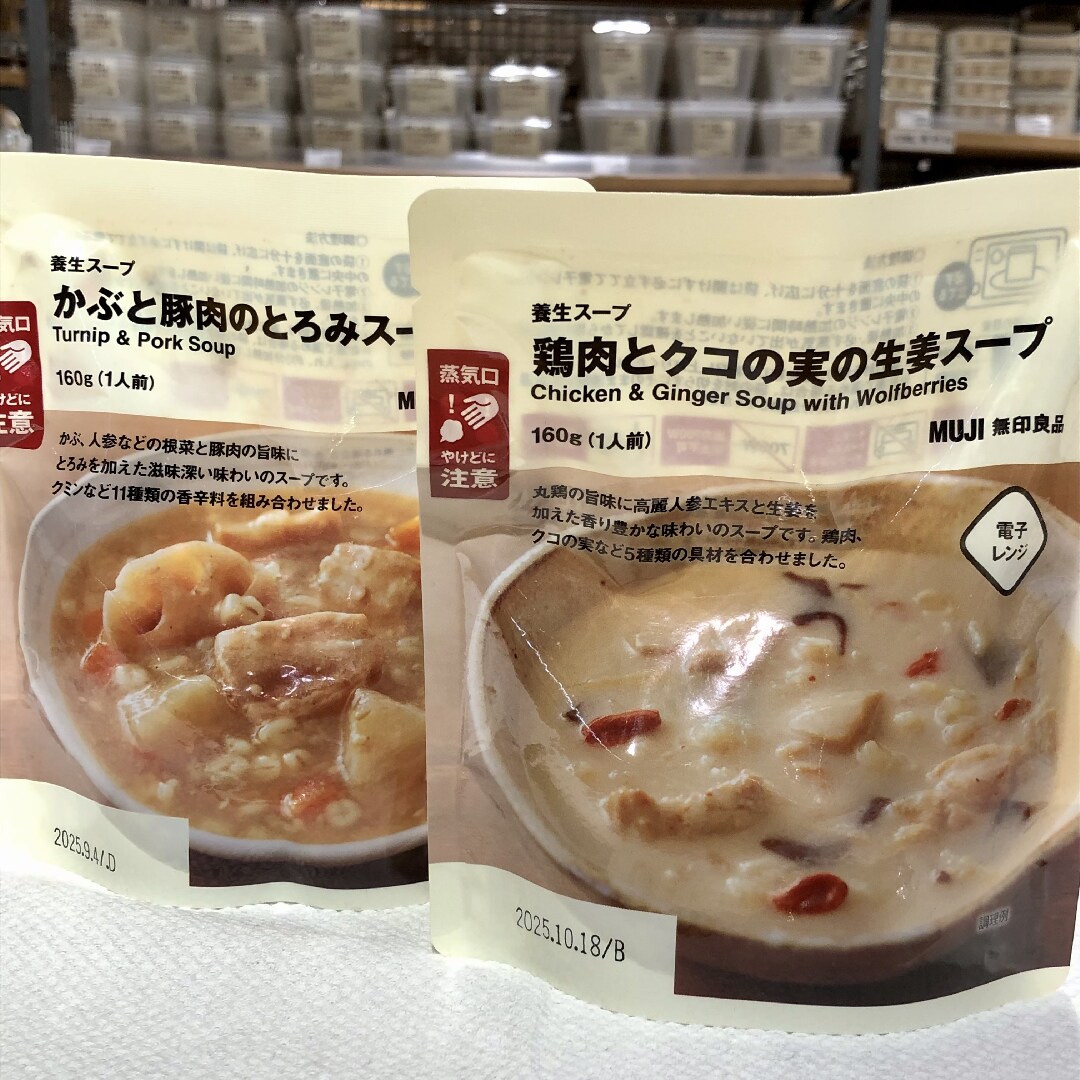 養生スープ
かぶと豚肉のとろみスー
Turnip & Pork Soup
160g(1人前)
M
気口
けどに
注意
かぶ、人参などの根菜と豚肉の旨味に
とろみを加えた滋味深い味わいのスープです。
クミンなど11種類の香辛料を組み合わせました。
2025.9.4/.D
養生スープ
鶏肉とクコの実の生姜スープ
Chicken & Ginger Soup with Wolfberries
160g(1人前)
MUJI 無印良品
蒸気口
!
やけどに
注意
丸鶏の旨味に高麗人参エキスと生姜を
加えた香り豊かな味わいのスープです。鶏肉、
クコの実など5種類の具材を合わせました。
電子
レンジ
調理例
2025.10.18/B